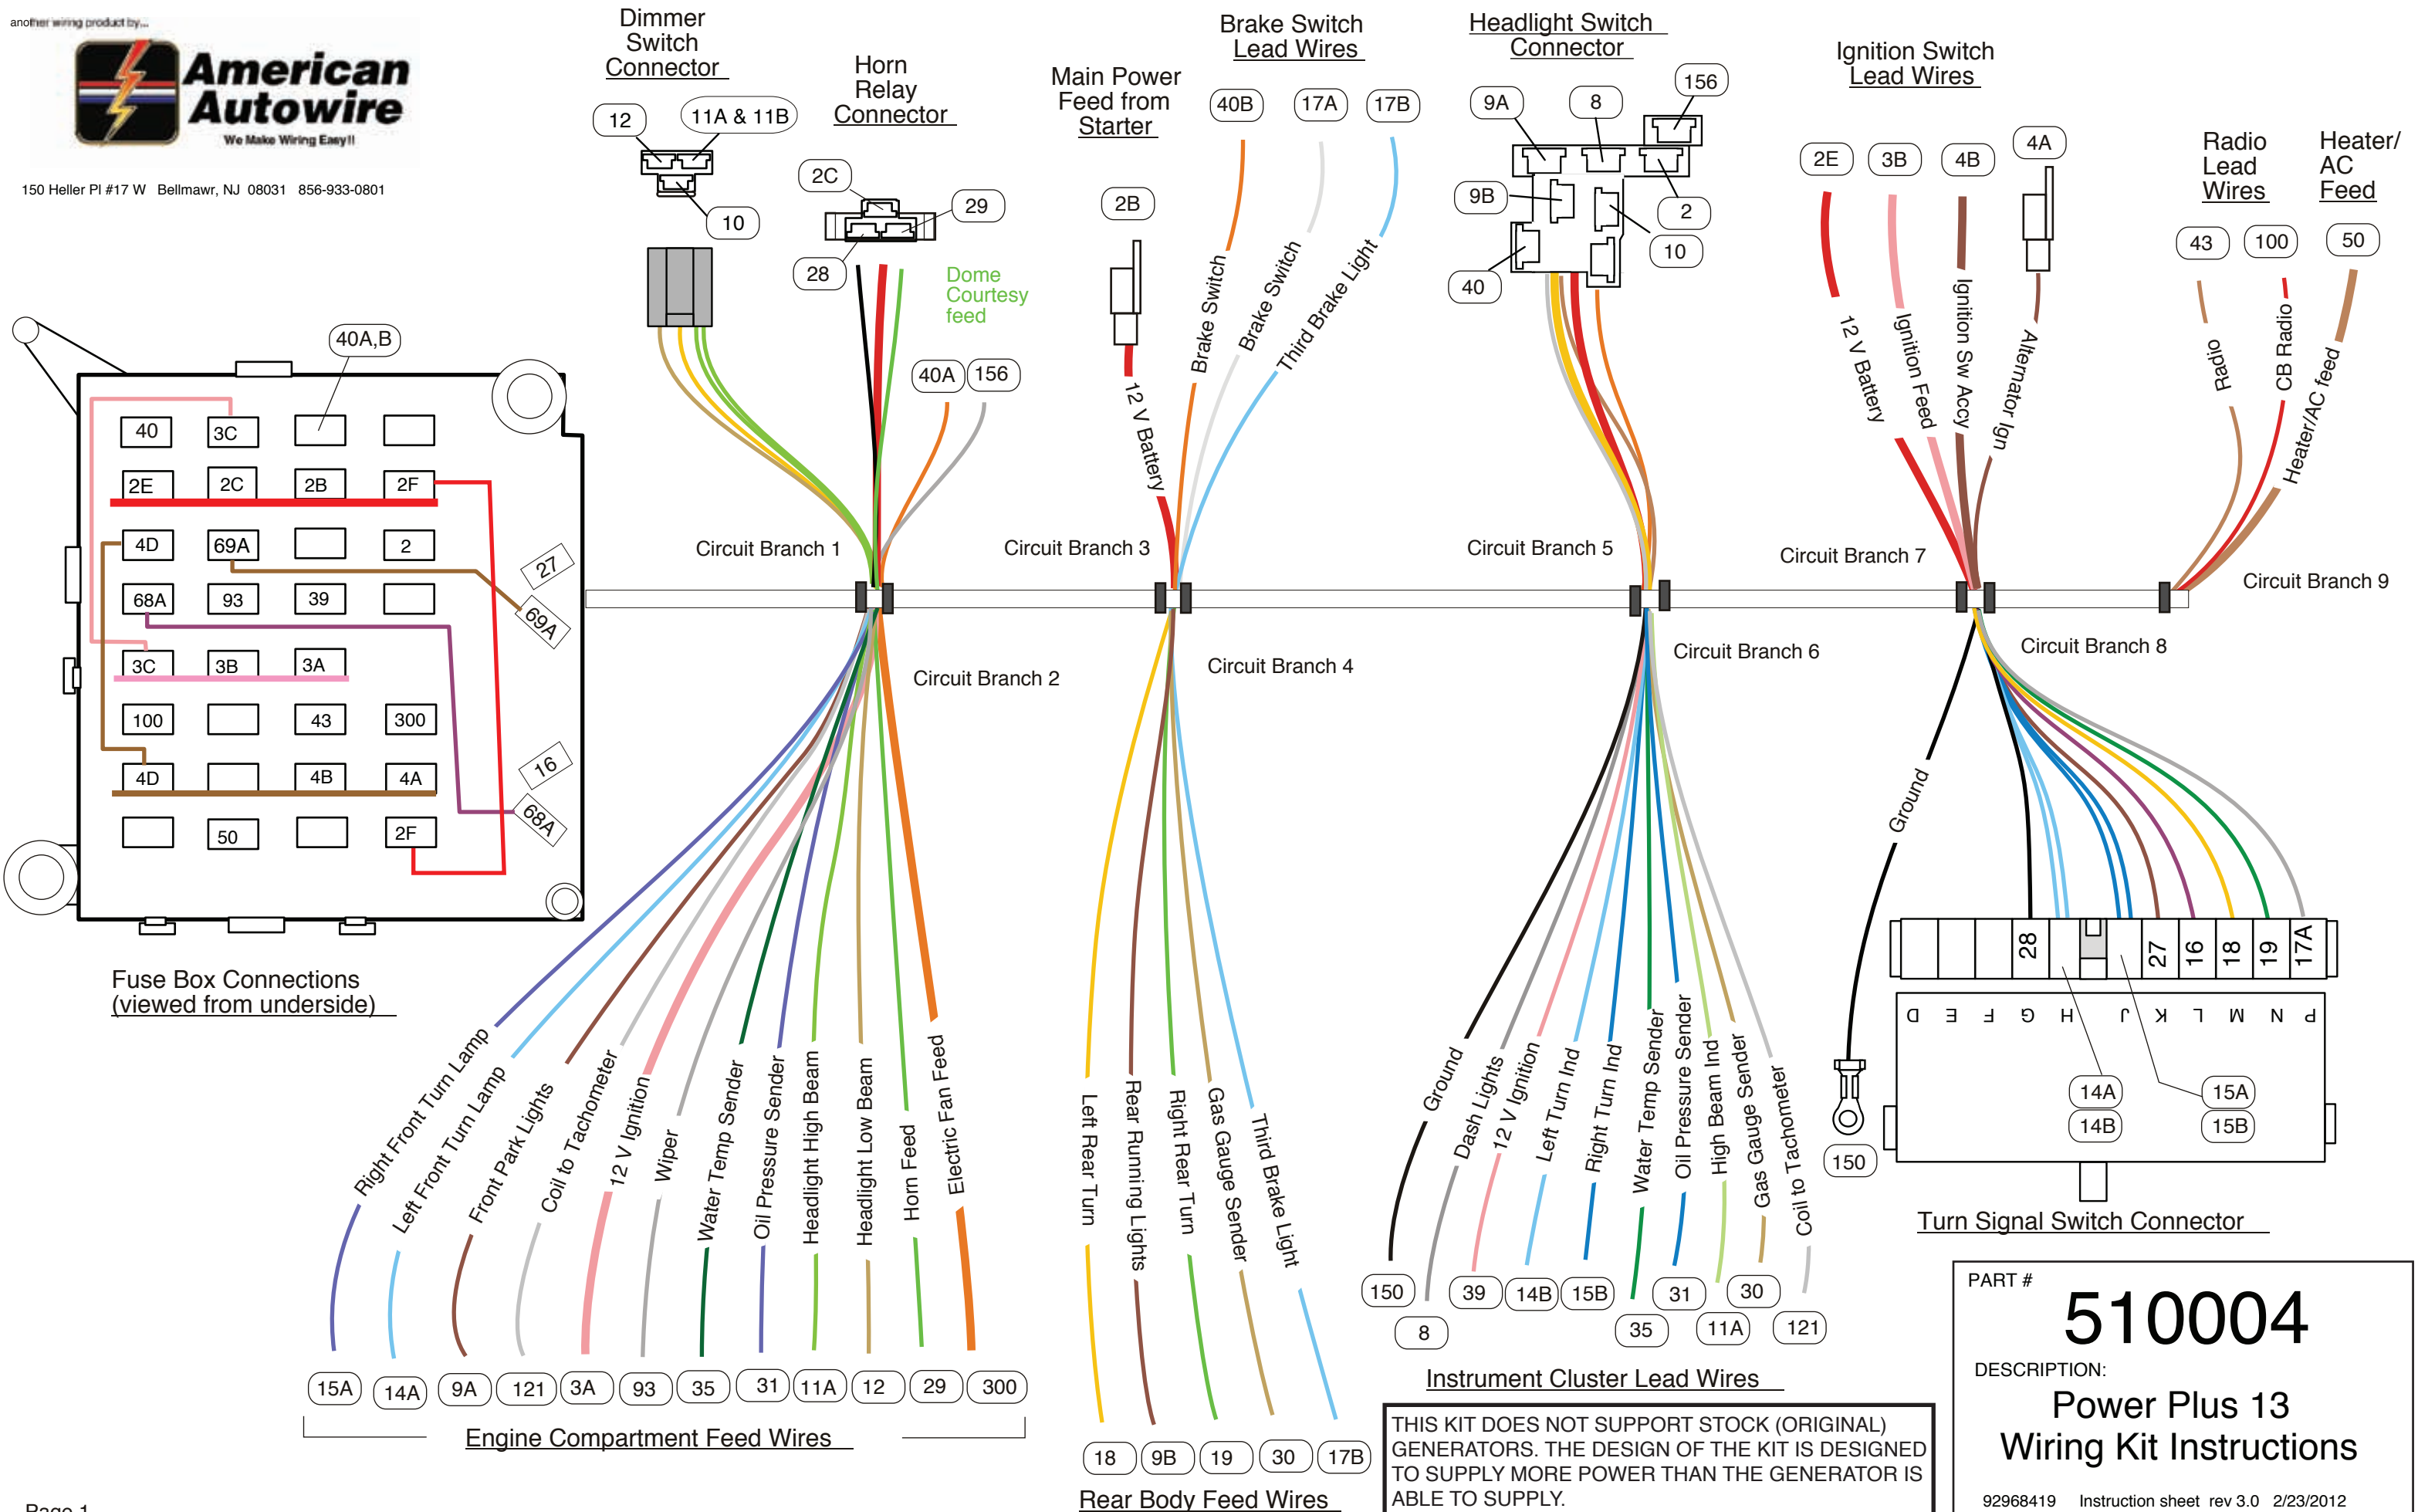 another wiring product by...
American
Autowire
We Make Wiring Easy!!
150 Heller Pl #17 W Bellmawr, NJ 08031 856-933-0801
Dimmer
Switch
Connector
12
11A & 11B
10
Horn
Relay
Connector
2C
29
28
Dome
Courtesy
feed
40A
156
Main Power
Feed from
Starter
2B
12 V Battery
Brake Switch
Lead Wires
40B
17A
17B
Brake Switch
Brake Switch
Third Brake Light
Headlight Switch
Connector
156
9A
8
9B
2
10
40
Ignition Switch
Lead Wires
2E
3B
4B
4A
12 V Battery
Ignition Feed
Ignition Sw Accy
Alternator Ign
Radio
Lead
Wires
Heater/
AC
Feed
43
100
50
Radio
CB Radio
Heater/AC feed
40A,B
40
3C
2E
2C
2B
2F
4D
69A
2
27
68A
93
39
69A
3C
3B
3A
100
43
300
16
4D
4B
4A
68A
50
2F
Fuse Box Connections
(viewed from underside)
Circuit Branch 1
Circuit Branch 3
Circuit Branch 5
Circuit Branch 7
Circuit Branch 9
Circuit Branch 2
Circuit Branch 4
Circuit Branch 6
Circuit Branch 8
Right Front Turn Lamp
Left Front Turn Lamp
Front Park Lights
Coil to Tachometer
12 V Ignition
Wiper
Water Temp Sender
Oil Pressure Sender
Headlight High Beam
Headlight Low Beam
Horn Feed
Electric Fan Feed
15A
14A
9A
121
3A
93
35
31
11A
12
29
300
Engine Compartment Feed Wires
Left Rear Turn
Rear Running Lights
Right Rear Turn
Gas Gauge Sender
Third Brake Light
18
9B
19
30
17B
Rear Body Feed Wires
Ground
Dash Lights
12 V Ignition
Left Turn Ind
Right Turn Ind
Water Temp Sender
Oil Pressure Sender
High Beam Ind
Gas Gauge Sender
Coil to Tachometer
150
8
39
14B
15B
35
31
11A
30
121
Instrument Cluster Lead Wires
Ground
150
28
27
16
18
19
17A
D
E
F
G
H
J
K
L
M
N
P
14A
14B
15A
15B
Turn Signal Switch Connector
THIS KIT DOES NOT SUPPORT STOCK (ORIGINAL)
GENERATORS. THE DESIGN OF THE KIT IS DESIGNED
TO SUPPLY MORE POWER THAN THE GENERATOR IS
ABLE TO SUPPLY.
PART #
510004
DESCRIPTION:
Power Plus 13
Wiring Kit Instructions
92968419 Instruction sheet rev 3.0 2/23/2012
Page 1